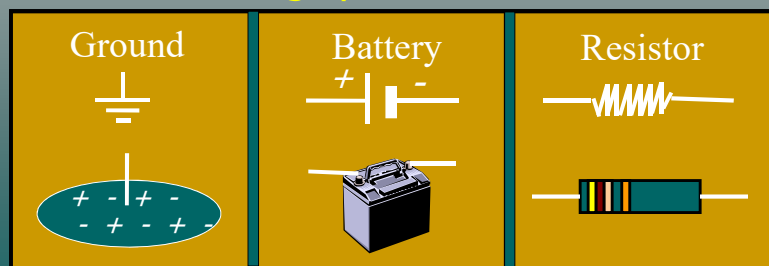 Ground
Battery
Resistor
+ -
+ - + -
- + - + -